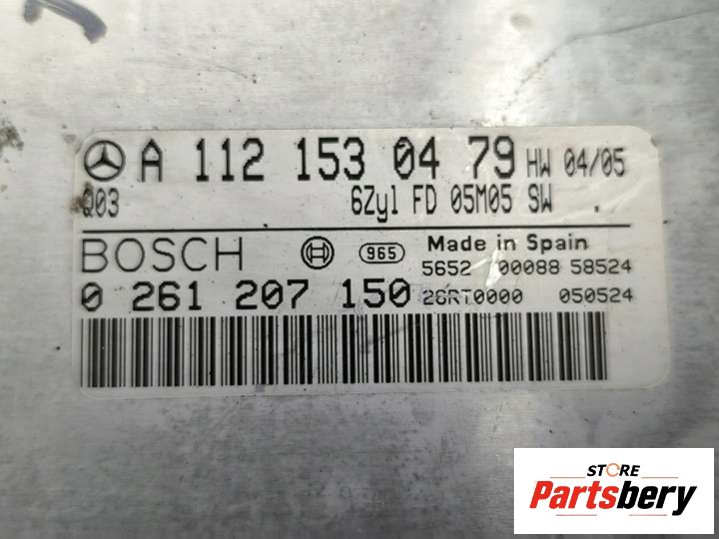 A 112 153 04 79 HW 04/05
Q03 6Zyl FD 05M05 SW .
BOSCH 965 Made in Spain
5652 00088 58524
0 261 207 150 26RT0000 050524
STORE
Partsbery